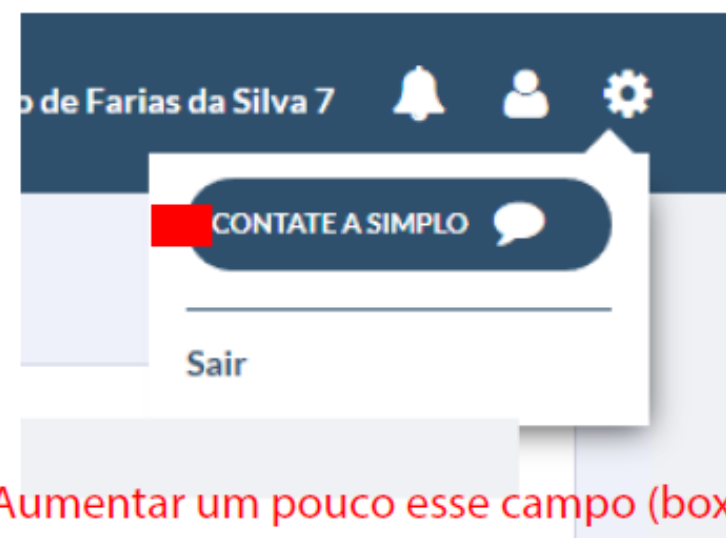 de Farias da Silva 7
CONTATE A SIMPLO
Sair
Aumentar um pouco esse campo (box